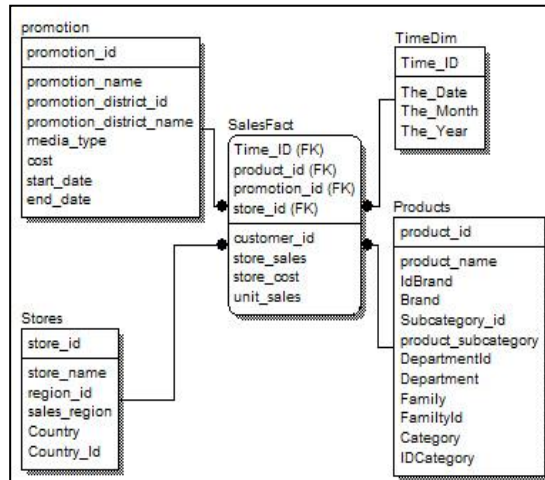 promotion
promotion_id
promotion_name
promotion_district_id
promotion_district_name
media_type
cost
start_date
end_date
TimeDim
Time_ID
The_Date
The_Month
The_Year
SalesFact
Time_ID (FK)
product_id (FK)
promotion_id (FK)
store_id (FK)
customer_id
store_sales
store_cost
unit_sales
Products
product_id
product_name
IdBrand
Brand
Subcategory_id
product_subcategory
DepartmentId
Department
Family
FamiltyId
Category
IDCategory
Stores
store_id
store_name
region_id
sales_region
Country
Country_Id